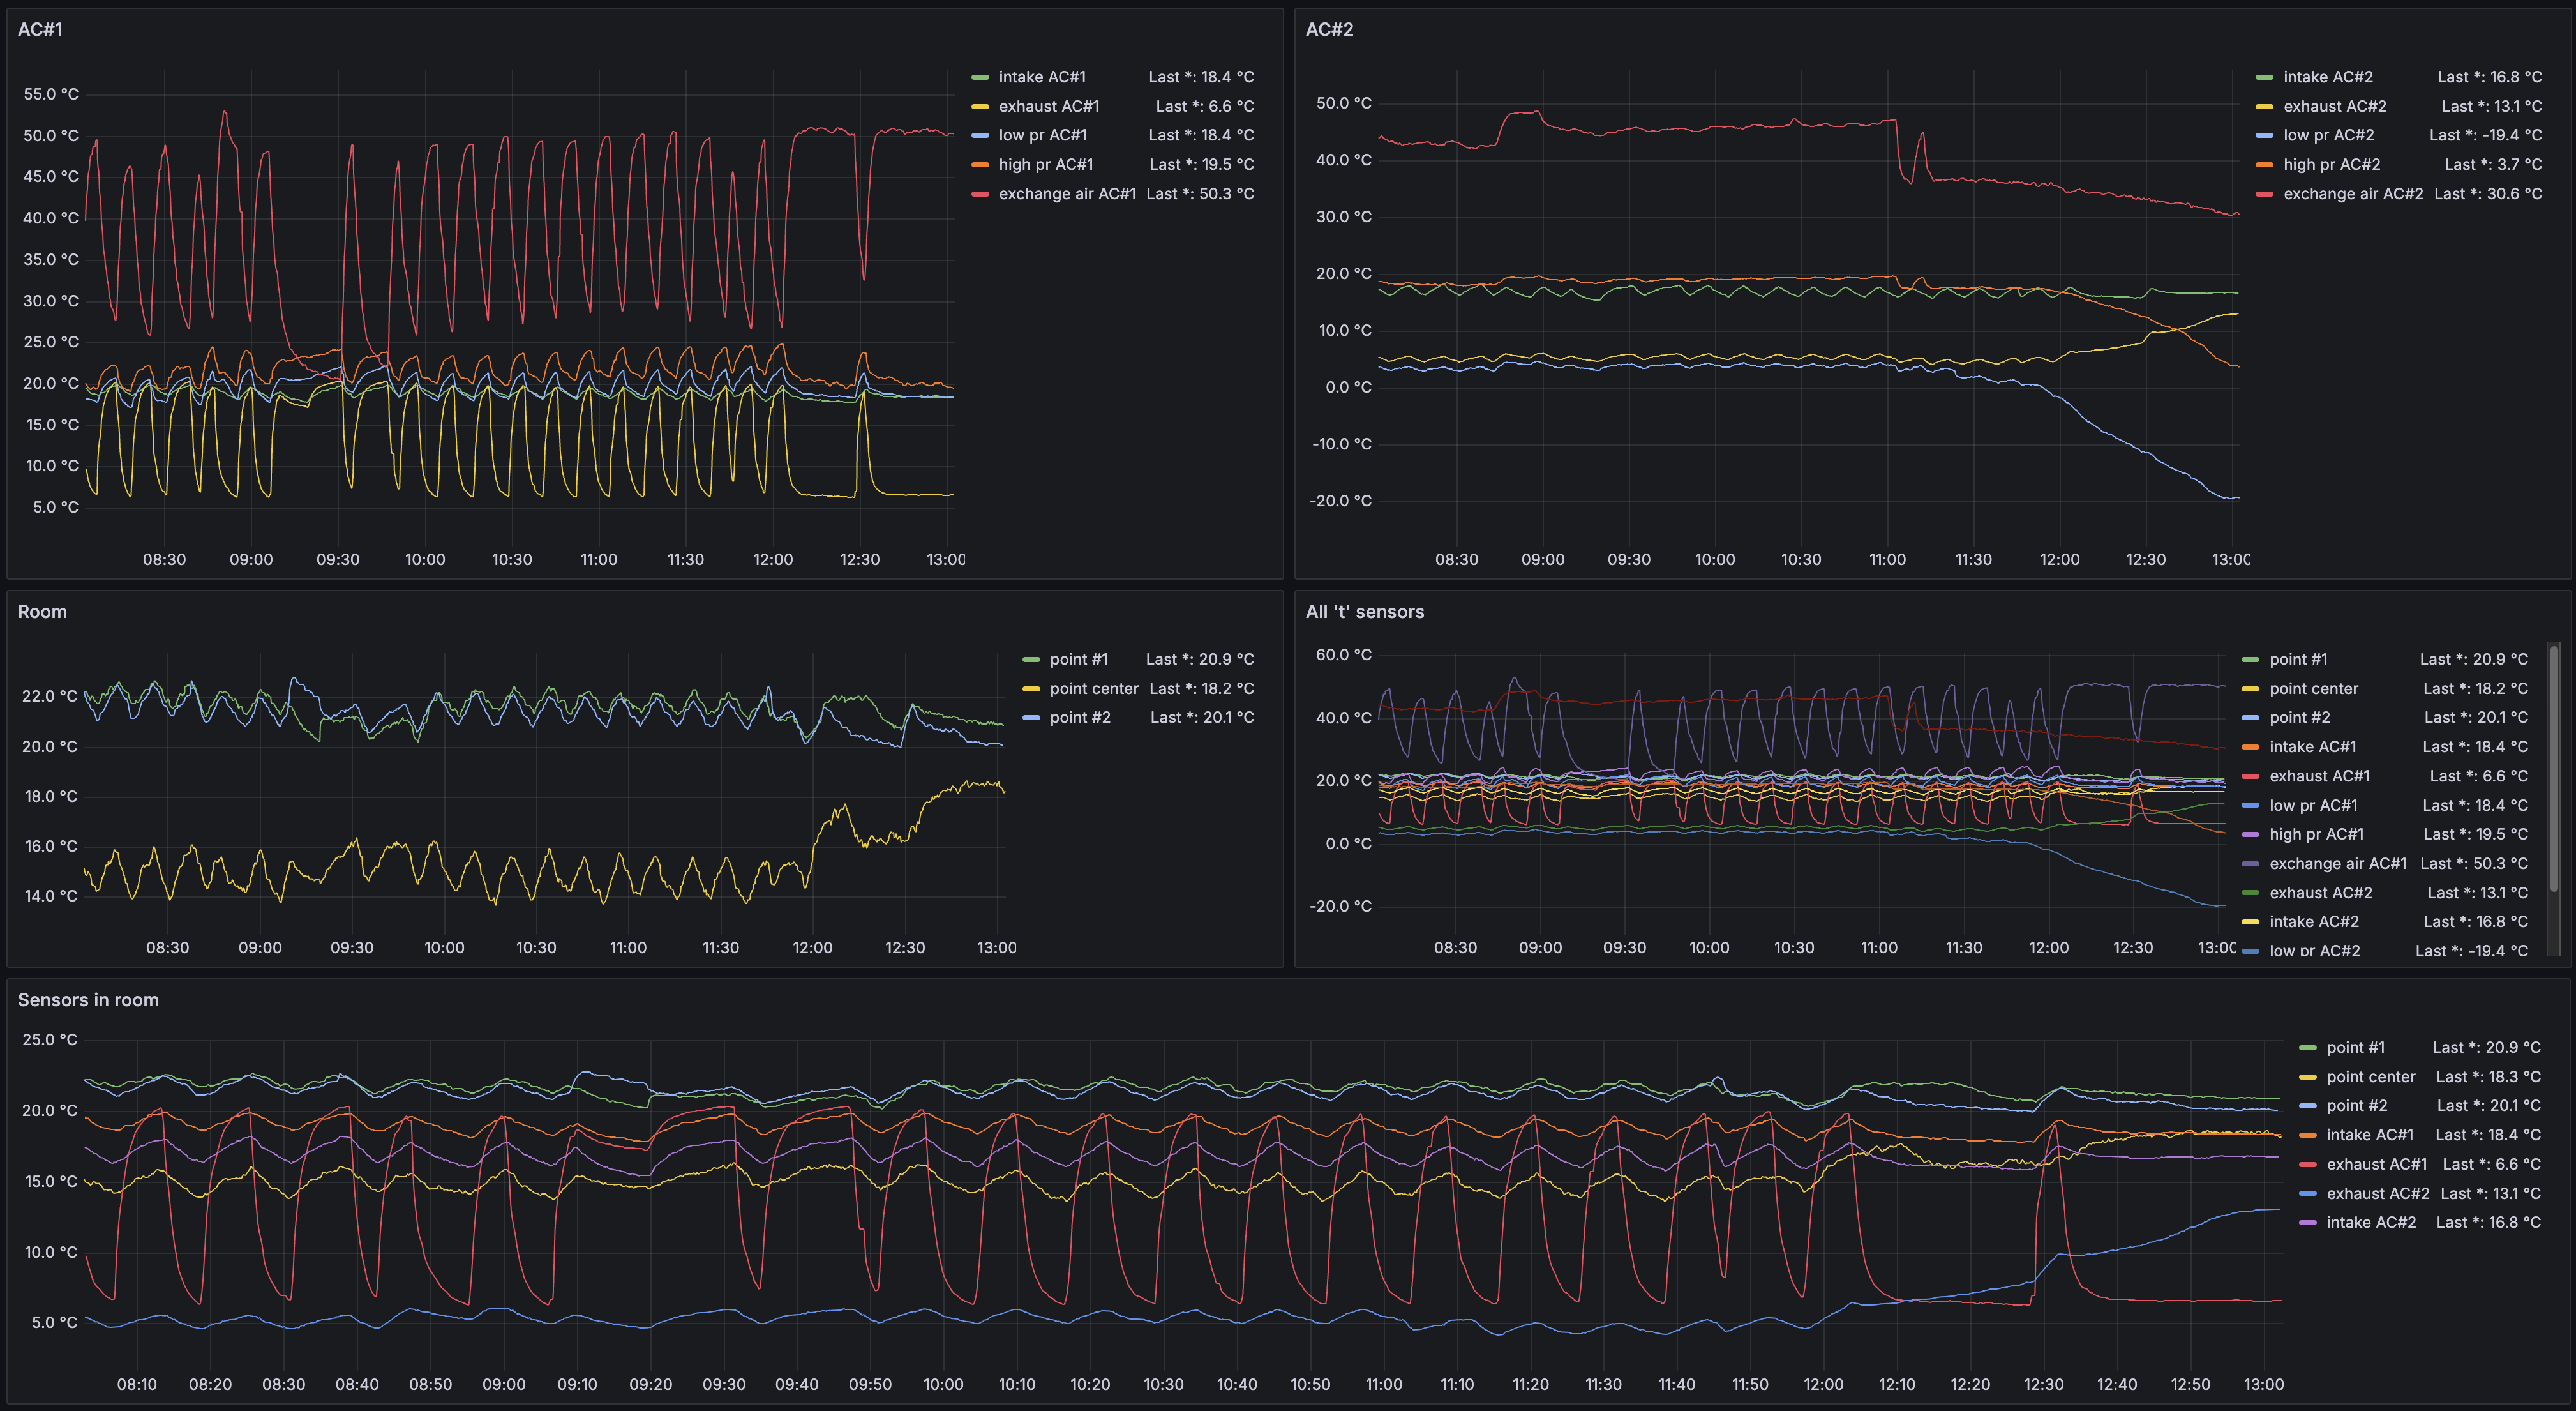 AC#1
55.0 °C
50.0 °C
45.0 °C
40.0 °C
35.0 °C
30.0 °C
25.0 °C
20.0 °C
15.0 °C
10.0 °C
5.0 °C
08:30 09:00 09:30 10:00 10:30 11:00 11:30 12:00 12:30 13:00
intake AC#1 Last *: 18.4 °C
exhaust AC#1 Last *: 6.6 °C
low pr AC#1 Last *: 18.4 °C
high pr AC#1 Last *: 19.5 °C
exchange air AC#1 Last *: 50.3 °C
AC#2
50.0 °C
40.0 °C
30.0 °C
20.0 °C
10.0 °C
0.0 °C
-10.0 °C
-20.0 °C
08:30 09:00 09:30 10:00 10:30 11:00 11:30 12:00 12:30 13:00
intake AC#2 Last *: 16.8 °C
exhaust AC#2 Last *: 13.1 °C
low pr AC#2 Last *: -19.4 °C
high pr AC#2 Last *: 3.7 °C
exchange air AC#2 Last *: 30.6 °C
Room
22.0 °C
20.0 °C
18.0 °C
16.0 °C
14.0 °C
08:30 09:00 09:30 10:00 10:30 11:00 11:30 12:00 12:30 13:00
point #1 Last *: 20.9 °C
point center Last *: 18.2 °C
point #2 Last *: 20.1 °C
All 't' sensors
60.0 °C
40.0 °C
20.0 °C
0.0 °C
-20.0 °C
08:30 09:00 09:30 10:00 10:30 11:00 11:30 12:00 12:30 13:00
point #1 Last *: 20.9 °C
point center Last *: 18.2 °C
point #2 Last *: 20.1 °C
intake AC#1 Last *: 18.4 °C
exhaust AC#1 Last *: 6.6 °C
low pr AC#1 Last *: 18.4 °C
high pr AC#1 Last *: 19.5 °C
exchange air AC#1 Last *: 50.3 °C
exhaust AC#2 Last *: 13.1 °C
intake AC#2 Last *: 16.8 °C
low pr AC#2 Last *: -19.4 °C
Sensors in room
25.0 °C
20.0 °C
15.0 °C
10.0 °C
5.0 °C
08:10 08:20 08:30 08:40 08:50 09:00 09:10 09:20 09:30 09:40 09:50 10:00 10:10 10:20 10:30 10:40 10:50 11:00 11:10 11:20 11:30 11:40 11:50 12:00 12:10 12:20 12:30 12:40 12:50 13:00
point #1 Last *: 20.9 °C
point center Last *: 18.3 °C
point #2 Last *: 20.1 °C
intake AC#1 Last *: 18.4 °C
exhaust AC#1 Last *: 6.6 °C
exhaust AC#2 Last *: 13.1 °C
intake AC#2 Last *: 16.8 °C